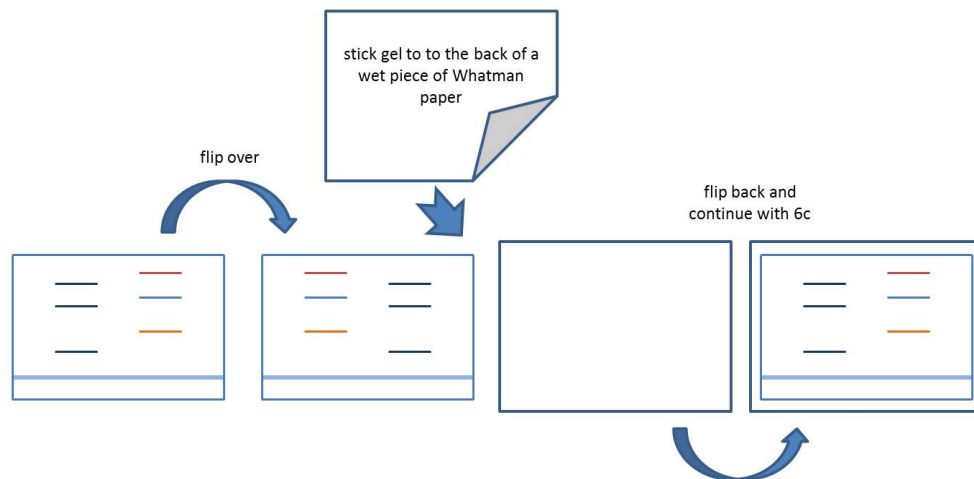 stick gel to to the back of a
wet piece of Whatman
paper
flip over
flip back and
continue with 6c